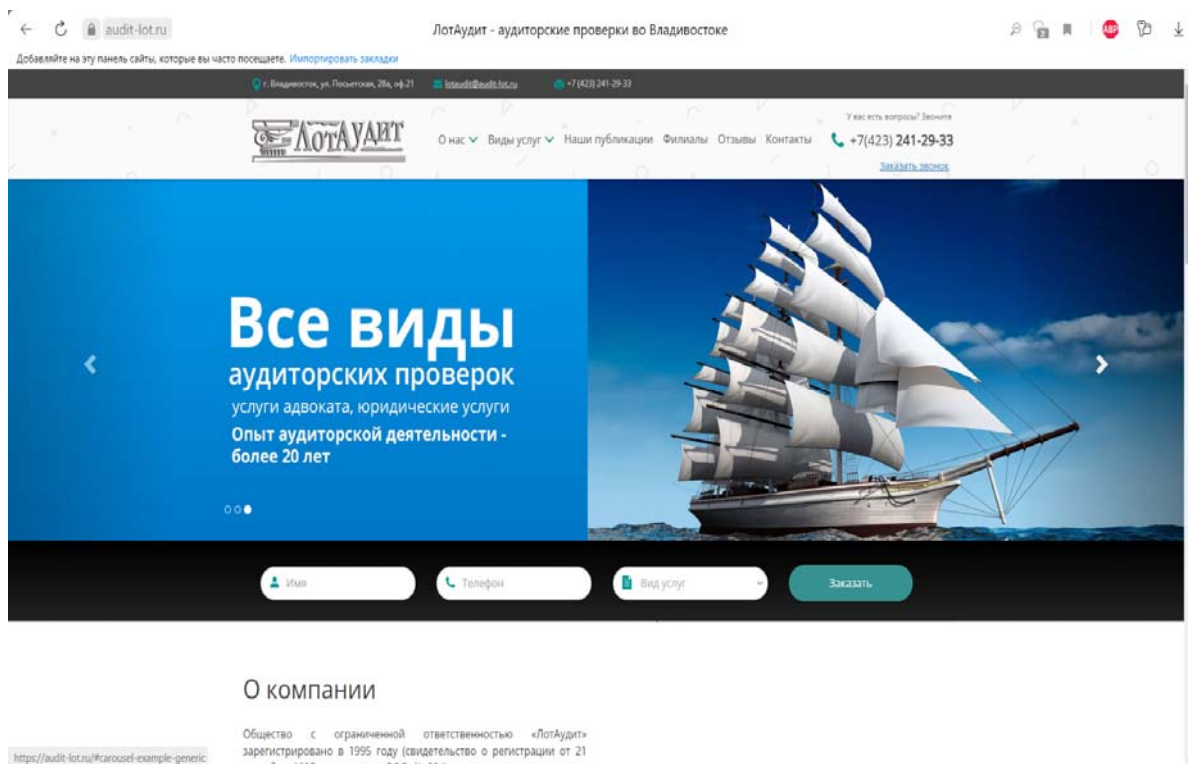 audit-lot.ru
ЛотАудит - аудиторские проверки во Владивостоке
ABP
Добавляйте на эту панель сайты, которые вы часто посещаете. Импортировать закладки
г. Владивосток, ул. Посьетская, 28а, оф.21 lotaudit@audit-lot.ru +7 (423) 241-29-33
ЛотАудит
О нас Виды услуг Наши публикации Филиалы Отзывы Контакты
У вас есть вопросы? Звоните
+7(423) 241-29-33
Заказать звонок
Все виды
аудиторских проверок
услуги адвоката, юридические услуги
Опыт аудиторской деятельности -
более 20 лет
Имя Телефон Вид услуг Заказать
О компании
Общество с ограниченной ответственностью «ЛотАудит»
зарегистрировано в 1995 году (свидетельство о регистрации от 21
https://audit-lot.ru/#carousel-example-generic